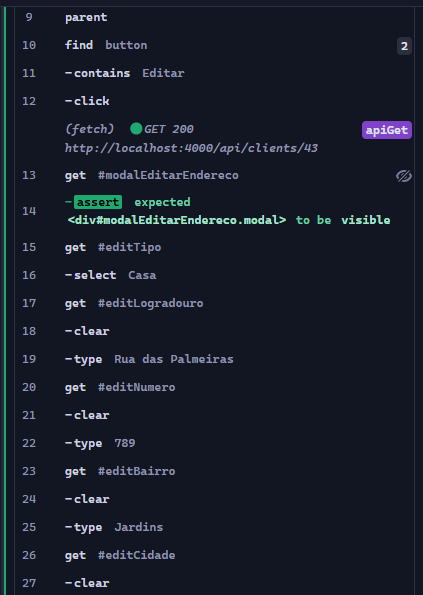 9 parent
10 find button 2
11 -contains Editar
12 -click
(fetch) GET 200 apiGet
http://localhost:4000/api/clients/43
13 get #modalEditarEndereco
14 -assert expected
<div#modalEditarEndereco.modal> to be visible
15 get #editTipo
16 -select Casa
17 get #editLogradouro
18 -clear
19 -type Rua das Palmeiras
20 get #editNumero
21 -clear
22 -type 789
23 get #editBairro
24 -clear
25 -type Jardins
26 get #editCidade
27 -clear